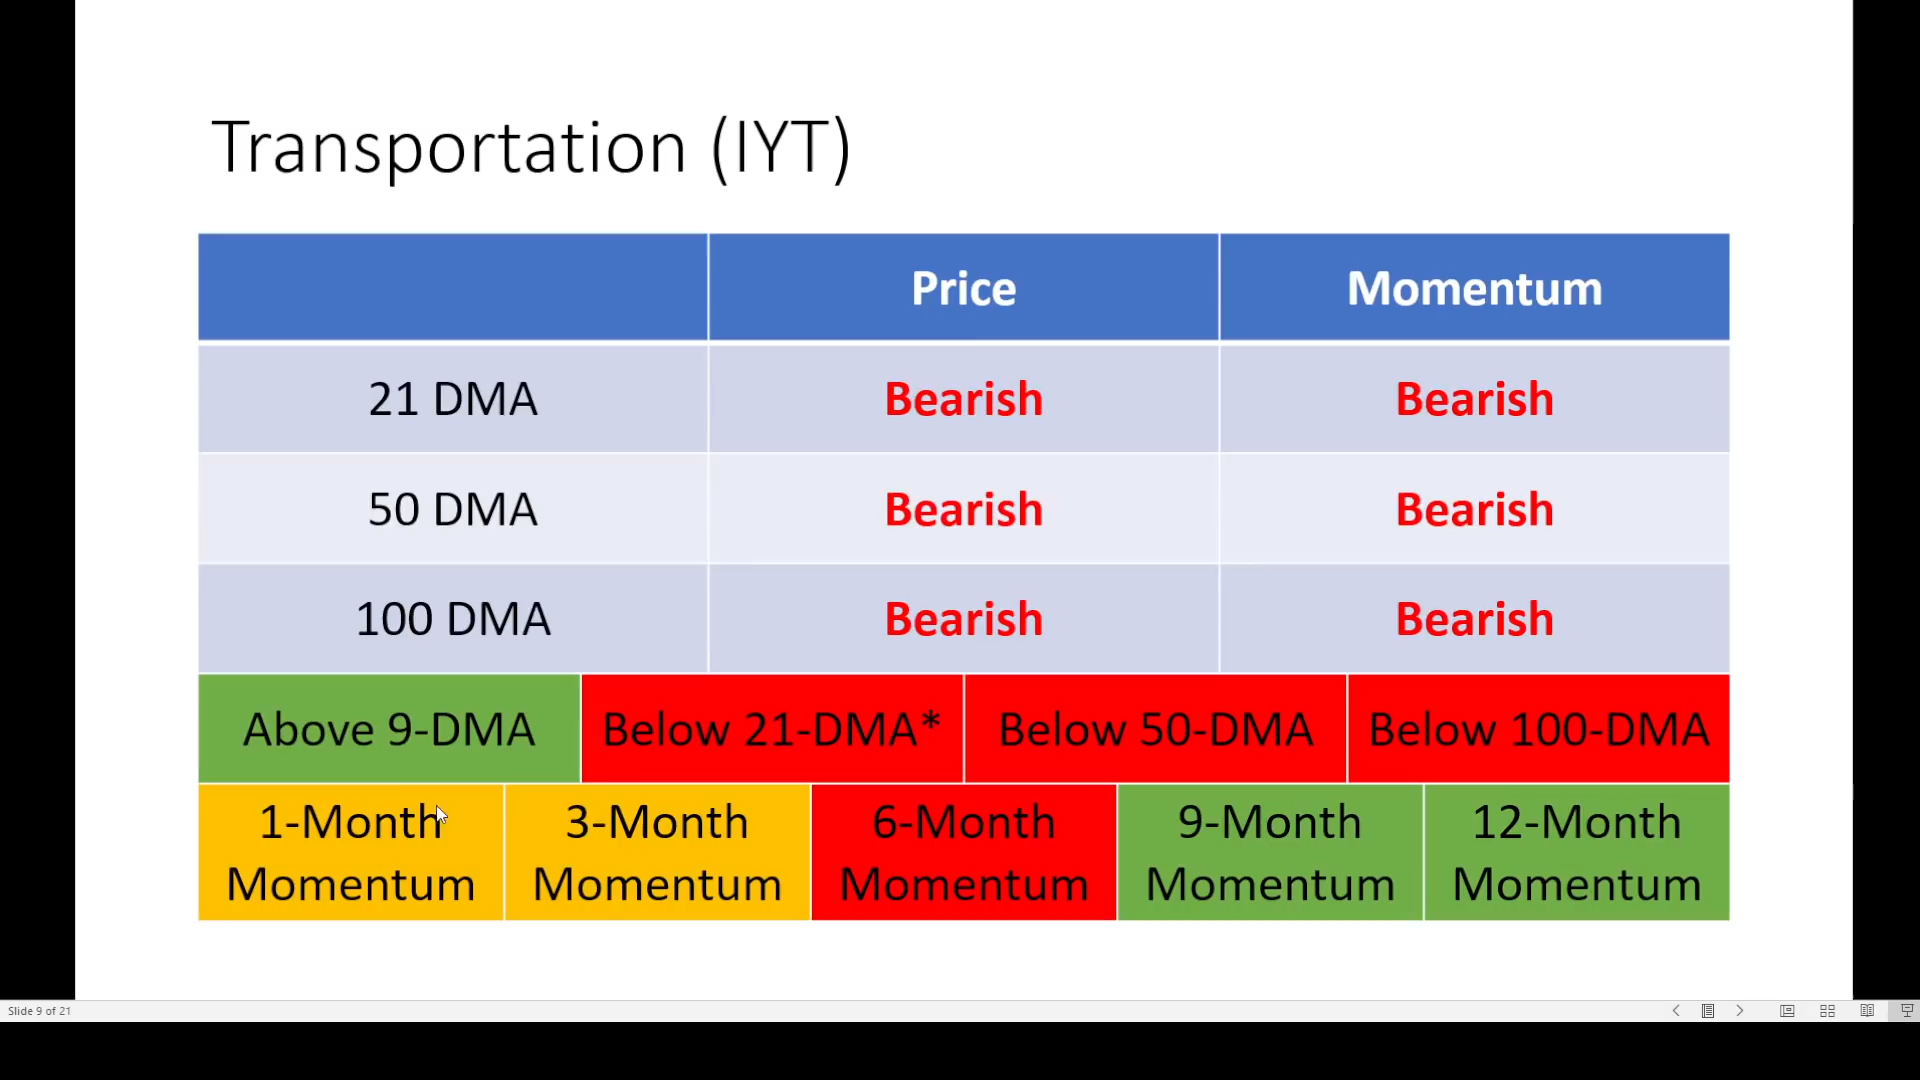 Transportation (IYT)
Price Momentum
21 DMA Bearish Bearish
50 DMA Bearish Bearish
100 DMA Bearish Bearish
Above 9-DMA Below 21-DMA* Below 50-DMA Below 100-DMA
1-Month Momentum 3-Month Momentum 6-Month Momentum 9-Month Momentum 12-Month Momentum
Slide 9 of 21